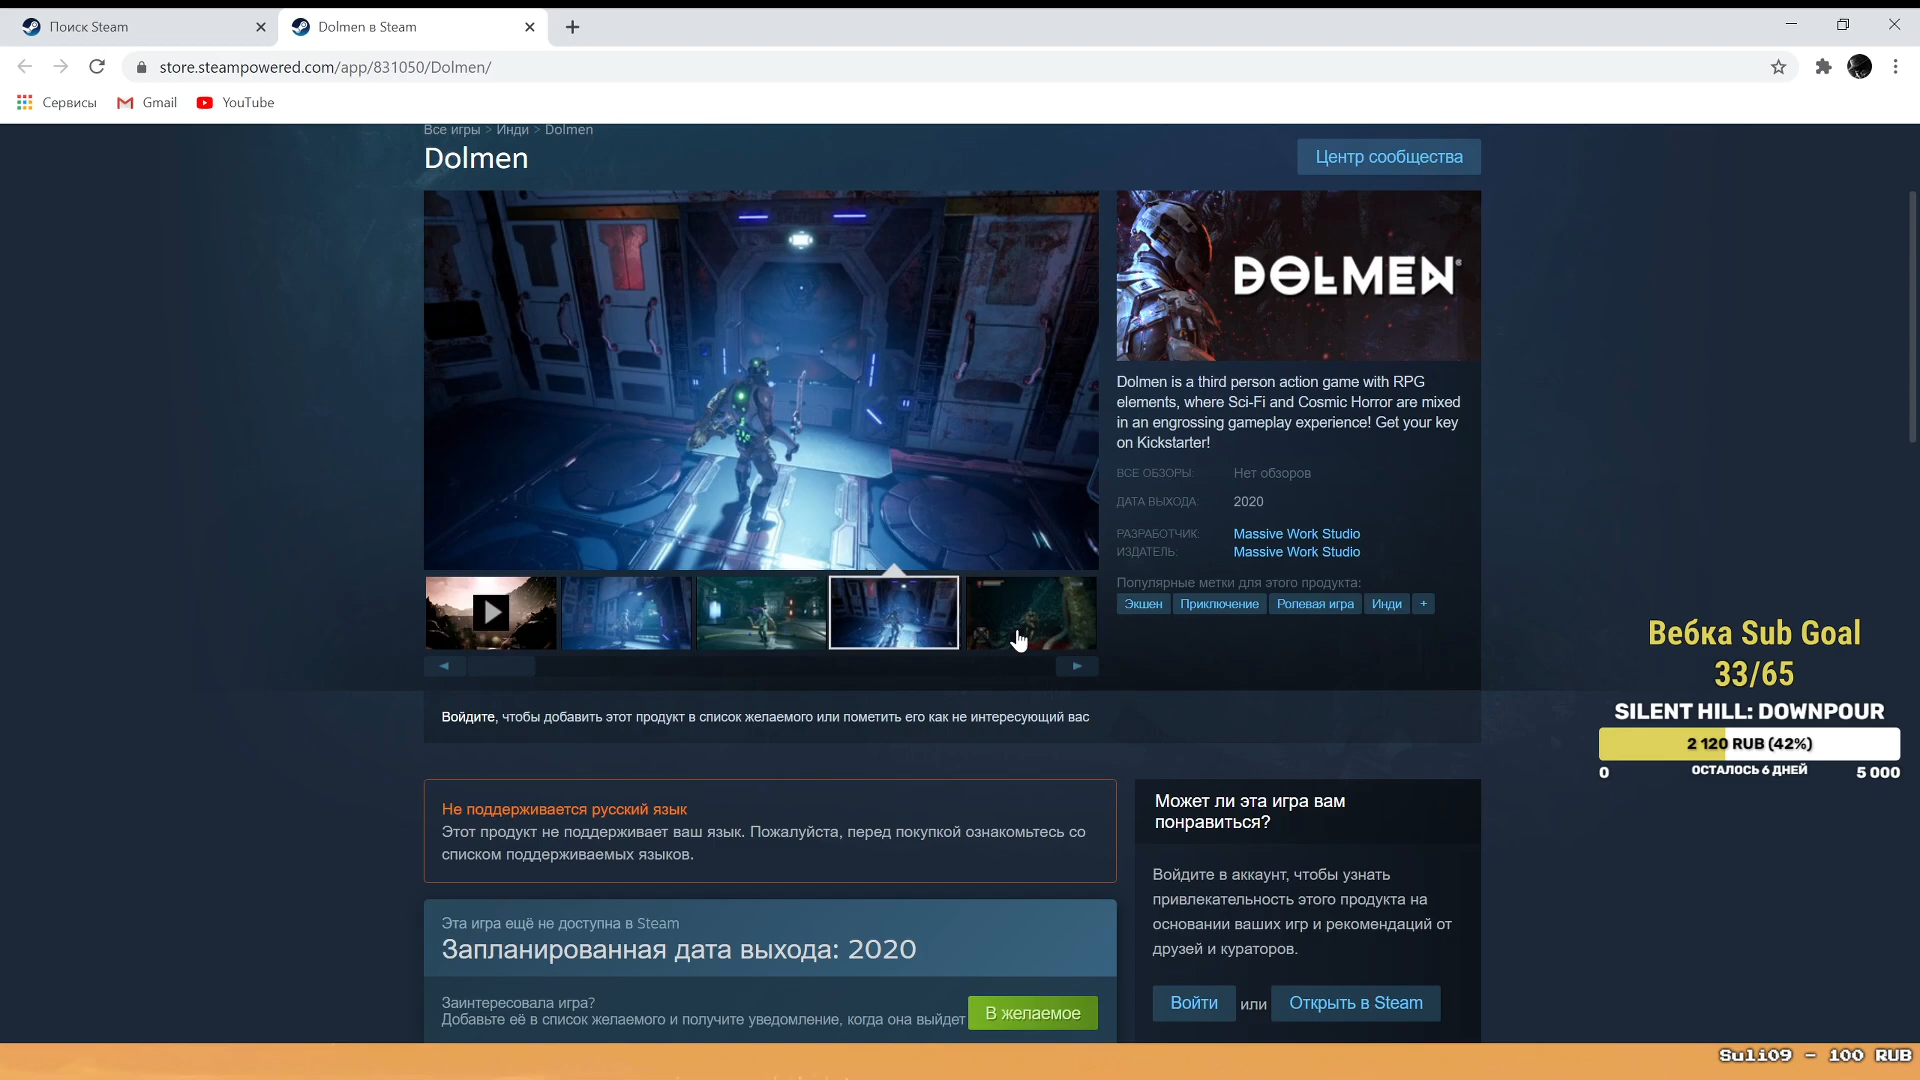 Поиск Steam
Dolmen в Steam
store.steampowered.com/app/831050/Dolmen/
Сервисы
Gmail
YouTube
Все игры > Инди > Dolmen
Dolmen
Центр сообщества
DOLMEN
Dolmen is a third person action game with RPG
elements, where Sci-Fi and Cosmic Horror are mixed
in an engrossing gameplay experience! Get your key
on Kickstarter!
ВСЕ ОБЗОРЫ: Нет обзоров
ДАТА ВЫХОДА: 2020
РАЗРАБОТЧИК: Massive Work Studio
ИЗДАТЕЛЬ: Massive Work Studio
Популярные метки для этого продукта:
Экшен Приключение Ролевая игра Инди +
Войдите, чтобы добавить этот продукт в список желаемого или пометить его как не интересующий вас
Не поддерживается русский язык
Этот продукт не поддерживает ваш язык. Пожалуйста, перед покупкой ознакомьтесь со
списком поддерживаемых языков.
Эта игра ещё не доступна в Steam
Запланированная дата выхода: 2020
Заинтересовала игра?
Добавьте её в список желаемого и получите уведомление, когда она выйдет
В желаемое
Может ли эта игра вам
понравиться?
Войдите в аккаунт, чтобы узнать
привлекательность этого продукта на
основании ваших игр и рекомендаций от
друзей и кураторов.
Войти или Открыть в Steam
Вебка Sub Goal
33/65
SILENT HILL: DOWNPOUR
2 120 RUB (42%)
0 ОСТАЛОСЬ 6 ДНЕЙ 5 000
Suli09 - 100 RUB